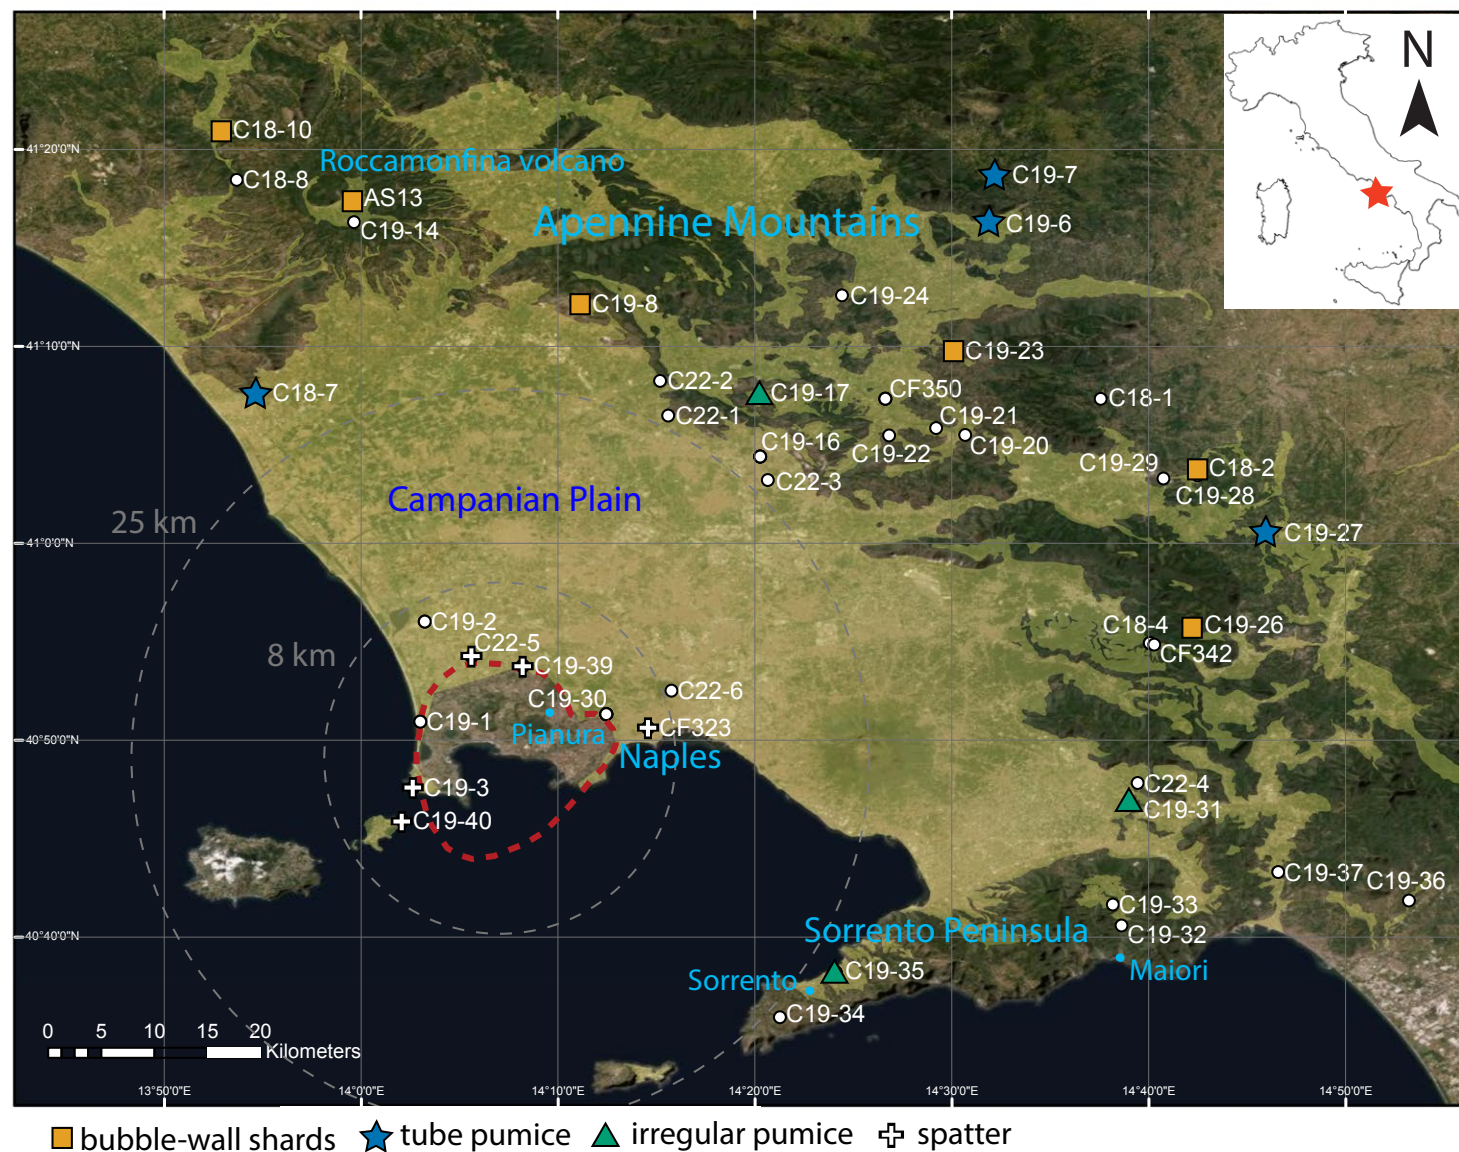 N
C18-10
41°20'0"N
Roccamonfina volcano
C19-7
C18-8
AS13
Apennine Mountains
C19-6
C19-14
C19-24
C19-8
41°10'0"N
C19-23
C22-2
C18-7
C19-17
CF350
C18-1
C22-1
C19-21
C19-16
C19-22
C19-20
C19-29
C18-2
C22-3
C19-28
Campanian Plain
25 km
C19-27
41°0'0"N
C19-2
C18-4
C19-26
C22-5
8 km
C19-39
CF342
C19-30
C22-6
C19-1
Pianura
CF323
40°50'0"N
Naples
C19-3
C22-4
C19-31
C19-40
C19-37
C19-36
C19-33
Sorrento Peninsula
40°40'0"N
C19-32
C19-35
Maiori
Sorrento
C19-34
0 5 10 15 20
Kilometers
13°50'0"E 14°0'0"E 14°10'0"E 14°20'0"E 14°30'0"E 14°40'0"E 14°50'0"E
bubble-wall shards tube pumice irregular pumice spatter